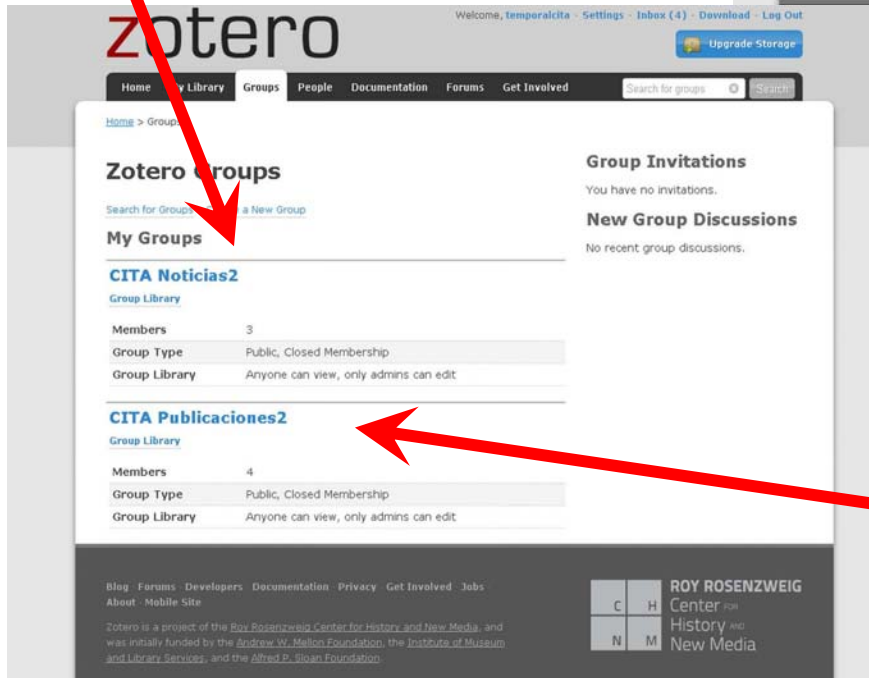 zotero
Welcome, temporalcita · Settings · Inbox (4) · Download · Log Out
Upgrade Storage
Home Library Groups People Documentation Forums Get Involved
Search for groups Search
Home > Groups
Zotero Groups
Search for Groups a New Group
My Groups
CITA Noticias2
Group Library
Members 3
Group Type Public, Closed Membership
Group Library Anyone can view, only admins can edit
CITA Publicaciones2
Group Library
Members 4
Group Type Public, Closed Membership
Group Library Anyone can view, only admins can edit
Group Invitations
You have no invitations.
New Group Discussions
No recent group discussions.
Blog · Forums · Developers · Documentation · Privacy · Get Involved · Jobs ·
About · Mobile Site
Zotero is a project of the Roy Rosenzweig Center for History and New Media, and
was initially funded by the Andrew W. Mellon Foundation, the Institute of Museum
and Library Services, and the Alfred P. Sloan Foundation.
C H
N M
ROY ROSENZWEIG
Center FOR
History AND
New Media